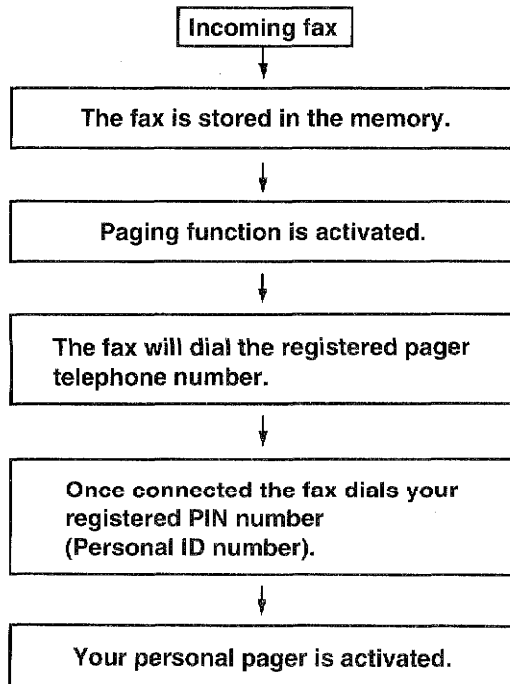 Incoming fax
The fax is stored in the memory.
Paging function is activated.
The fax will dial the registered pager
telephone number.
Once connected the fax dials your
registered PIN number
(Personal ID number).
Your personal pager is activated.